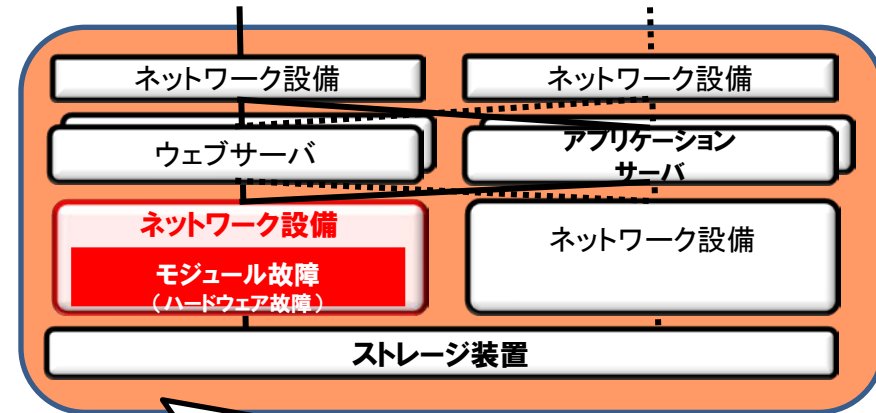 ネットワーク設備
ネットワーク設備
ウェブサーバ
アプリケーション
サーバ
ネットワーク設備
モジュール故障
（ハードウェア故障）
ネットワーク設備
ストレージ装置